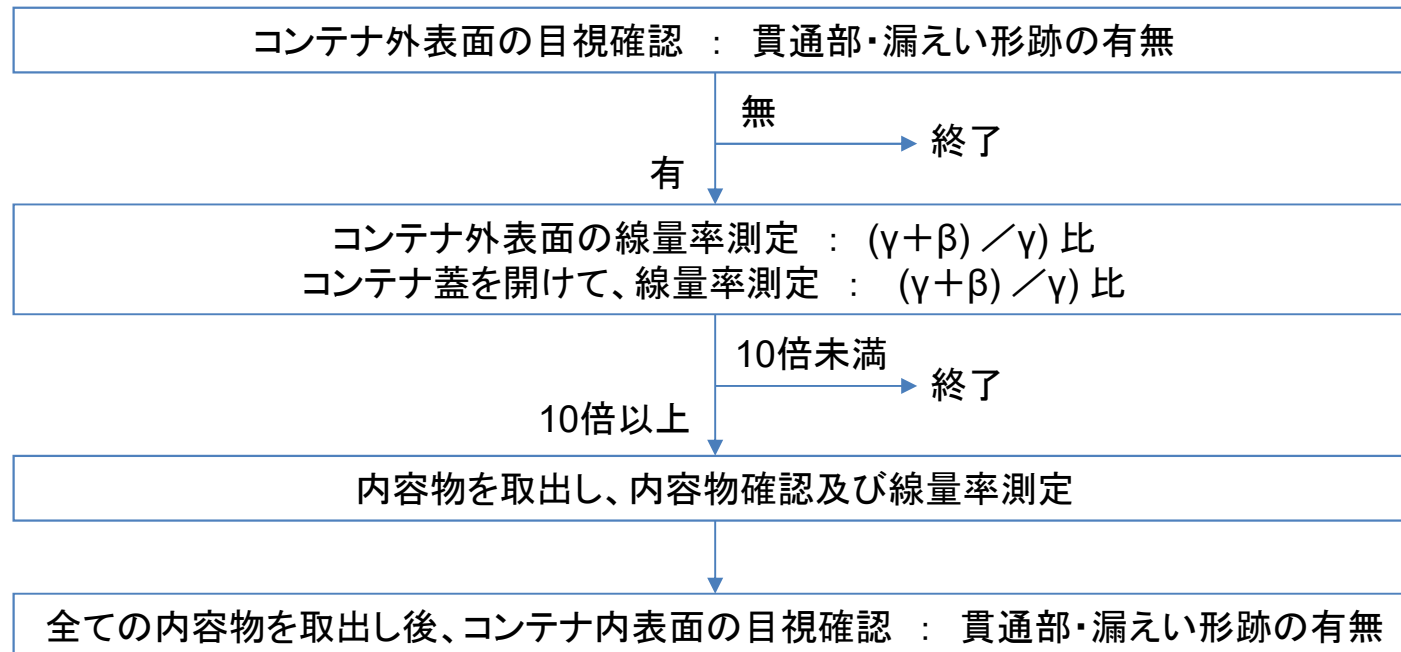 コンテナ外表面の目視確認 ： 貫通部・漏えい形跡の有無
無
終了
有
コンテナ外表面の線量率測定 ： (γ＋β) ／γ) 比
コンテナ蓋を開けて、線量率測定 ： (γ＋β) ／γ) 比
10倍未満
終了
10倍以上
内容物を取出し、内容物確認及び線量率測定
全ての内容物を取出し後、コンテナ内表面の目視確認 ： 貫通部・漏えい形跡の有無